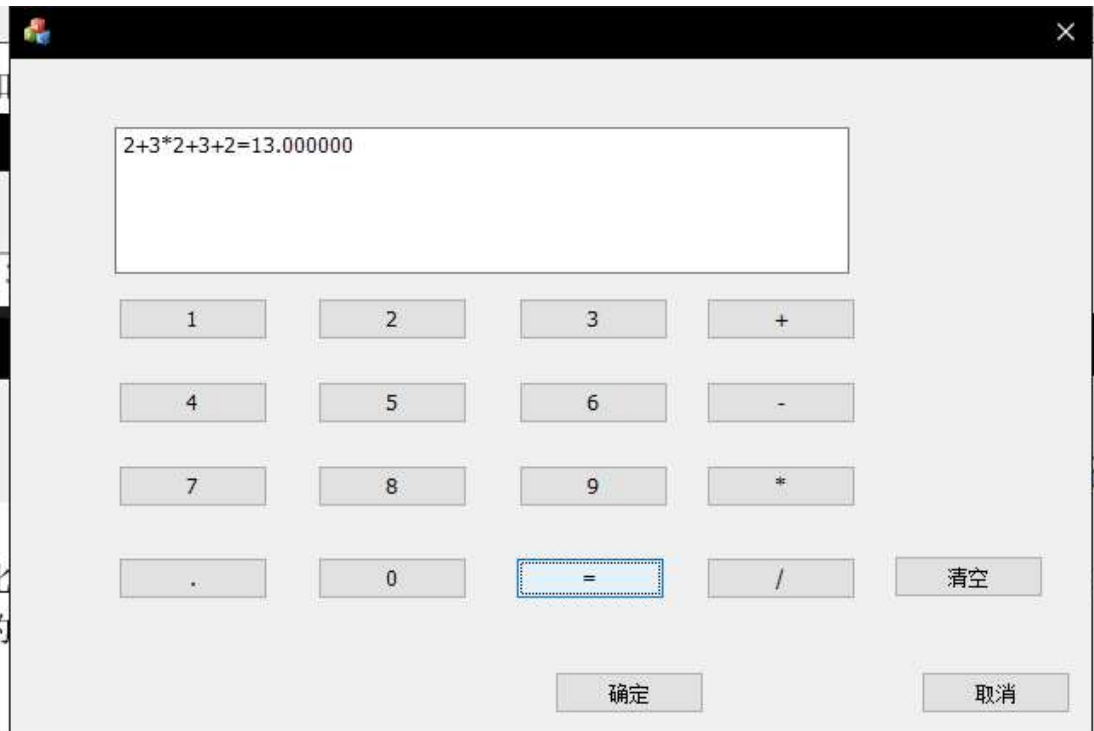 2+3*2+3+2=13.000000
1 2 3 +
4 5 6 -
7 8 9 *
. 0 = / 清空
确定 取消